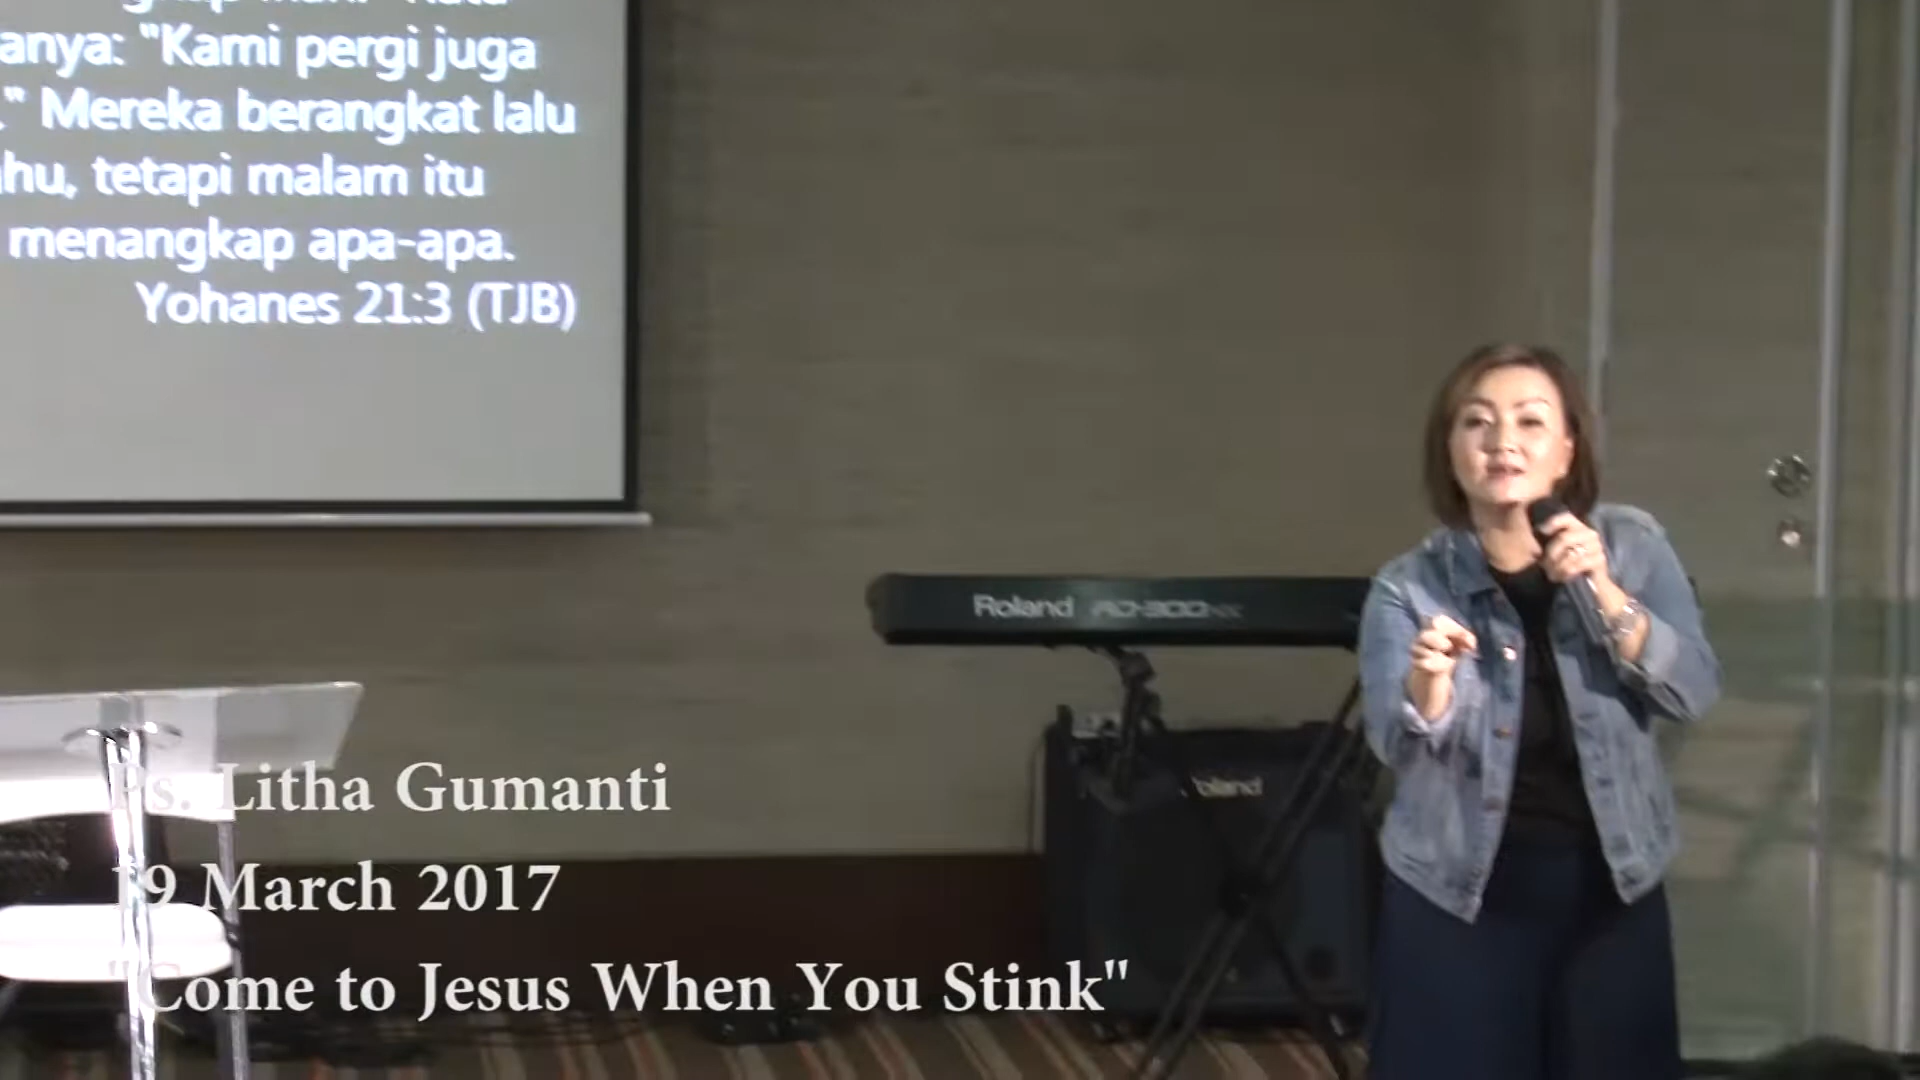 anya: "Kami pergi juga
." Mereka berangkat lalu
ahu, tetapi malam itu
menangkap apa-apa.
Yohanes 21:3 (TJB)
Roland
Roland
Ps. Litha Gumanti
19 March 2017
"Come to Jesus When You Stink"